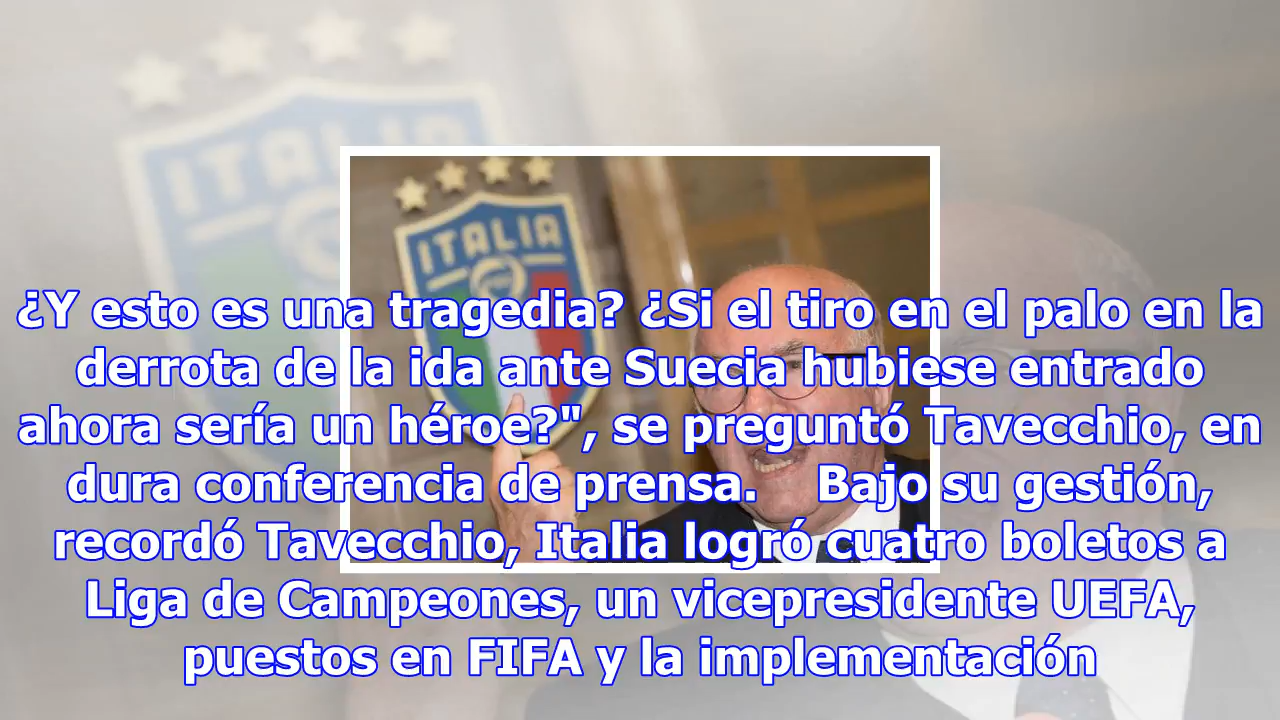 ITALIA
ITALIA
¿Y esto es una tragedia? ¿Si el tiro en el palo en la
derrota de la ida ante Suecia hubiese entrado
ahora sería un héroe?", se preguntó Tavecchio, en
dura conferencia de prensa.    Bajo su gestión,
recordó Tavecchio, Italia logró cuatro boletos a
Liga de Campeones, un vicepresidente UEFA,
puestos en FIFA y la implementación